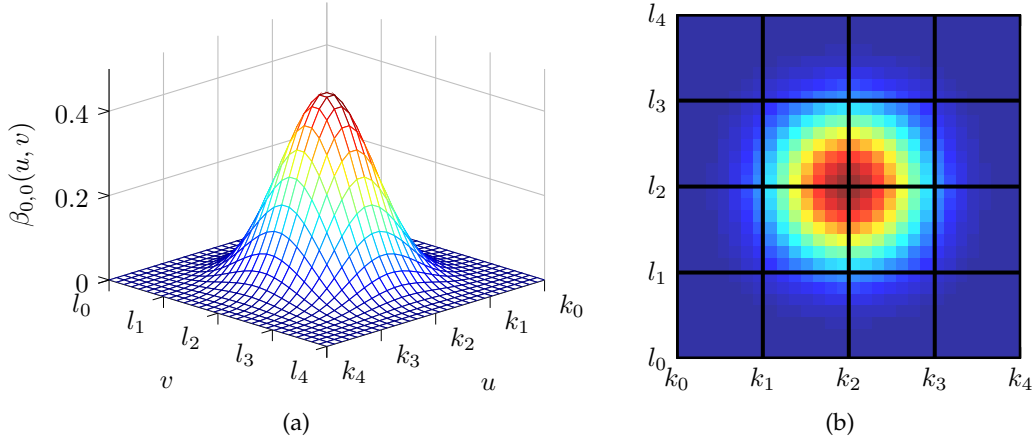 0.4
0.2
0
β₀,₀(u, v)
l₀
l₁
l₂
l₃
l₄
v
k₄
k₃
k₂
k₁
k₀
u
(a)
l₄
l₃
l₂
l₁
l₀
k₀ k₁ k₂ k₃ k₄
(b)